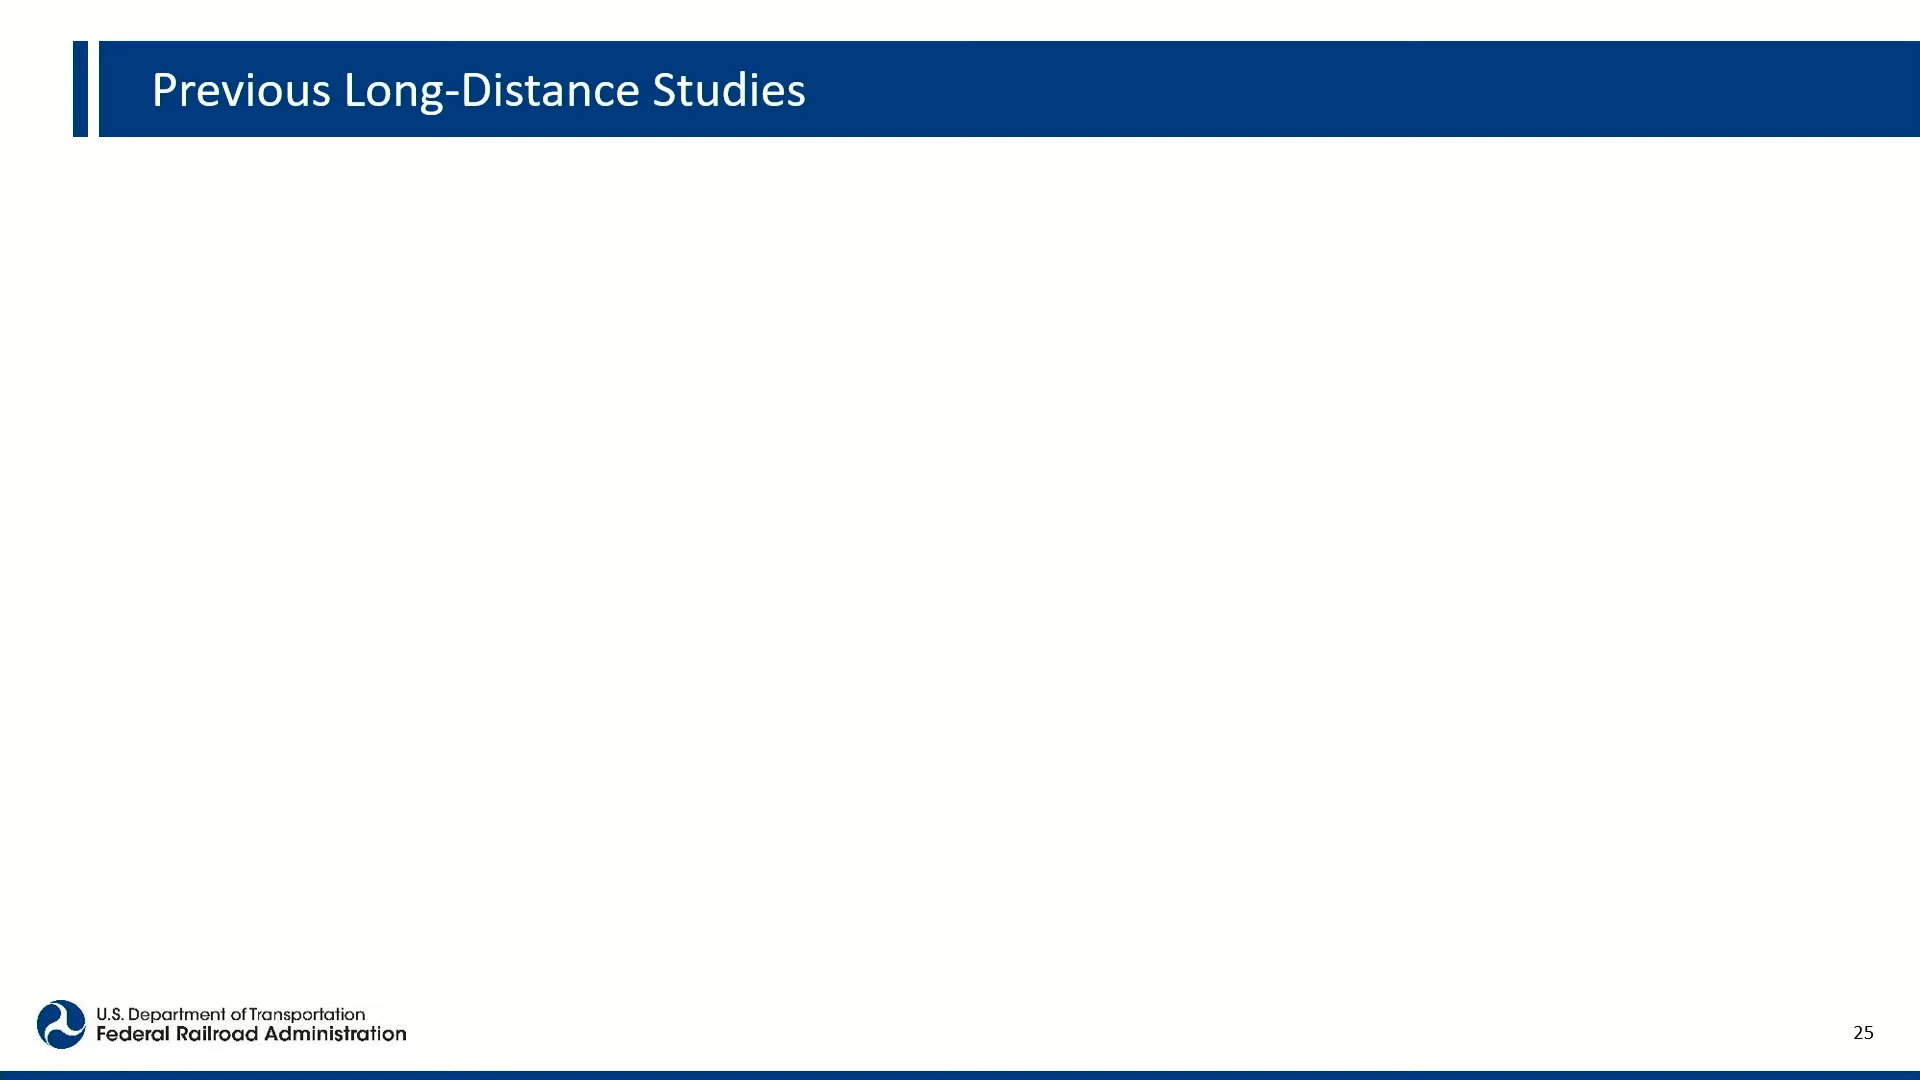 Previous Long-Distance Studies
U.S. Department of Transportation
Federal Railroad Administration
25